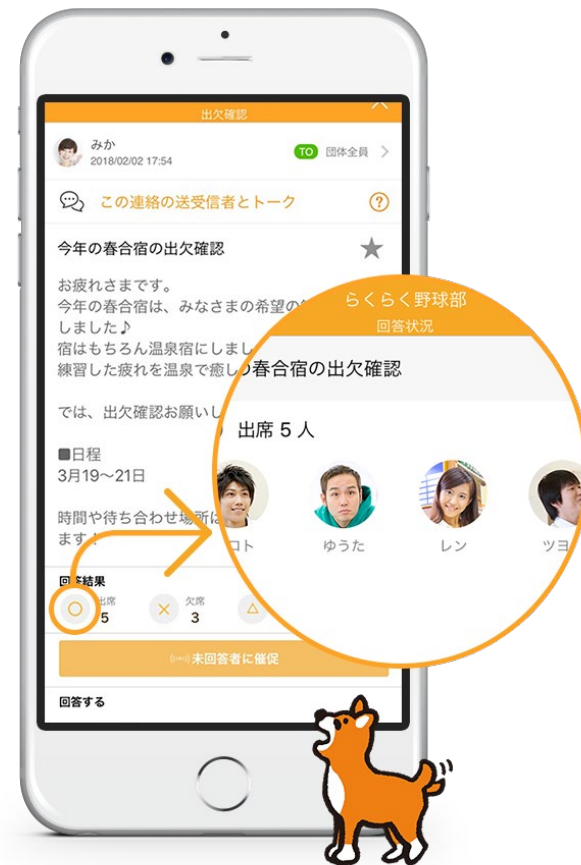 出欠確認
みか
2018/02/02 17:54
TO 団体全員
この連絡の送受信者とトーク
?
今年の春合宿の出欠確認
お疲れさまです。
今年の春合宿は、みなさまの希望の
しました♪
宿はもちろん温泉宿にしまし
練習した疲れを温泉で癒し
では、出欠確認お願いし
■日程
3月19〜21日
時間や待ち合わせ場所は
ます!
回答結果
出席
5
欠席
3
未回答者に催促
回答する
らくらく野球部
回答状況
春合宿の出欠確認
出席 5 人
コト
ゆうた
レン
ツヨ